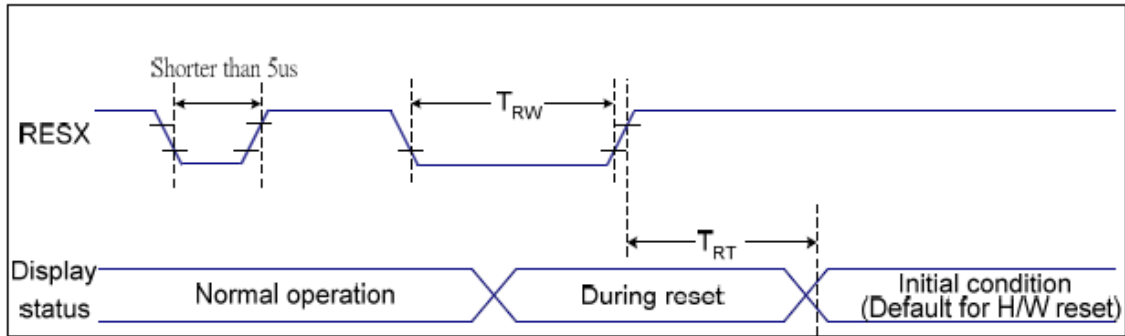 Shorter than 5us
RESX
TRW
TRT
Display
status
Normal operation
During reset
Initial condition
(Default for H/W reset)